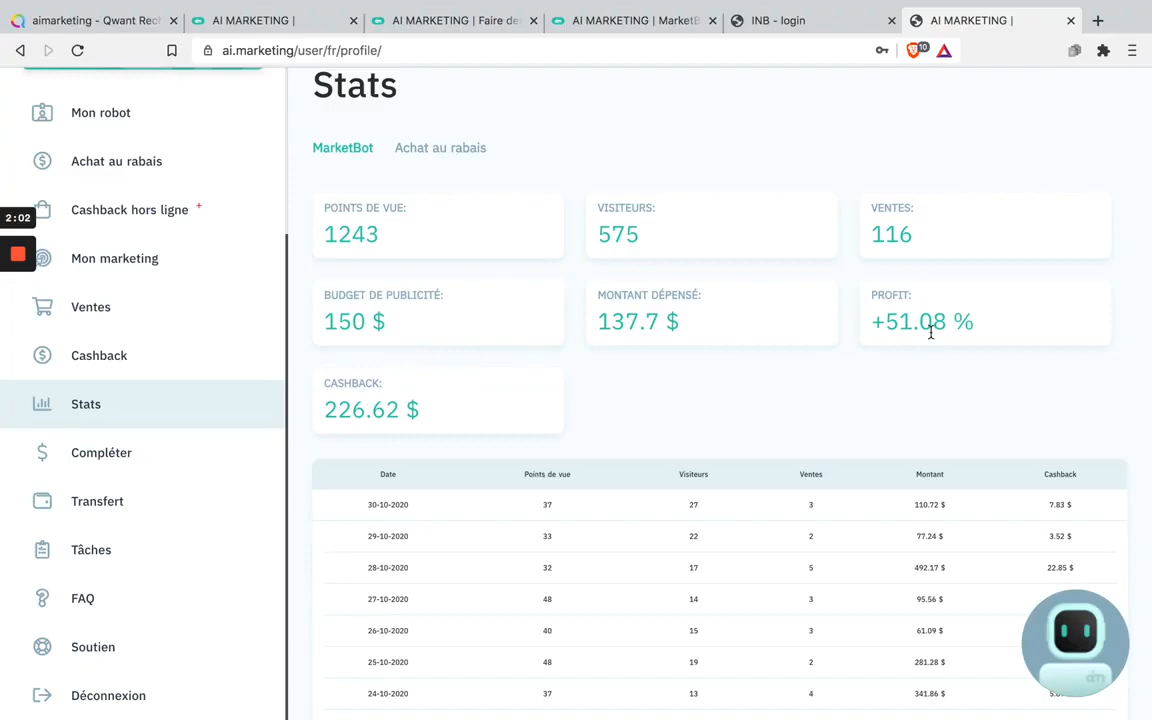 aimarketing - Qwant Rech
AI MARKETING |
AI MARKETING | Faire de
AI MARKETING | MarketB
INB - login
AI MARKETING |
ai.marketing/user/fr/profile/
10
Mon robot
Achat au rabais
Cashback hors ligne +
2:02
Mon marketing
Ventes
Cashback
Stats
Compléter
Transfert
Tâches
FAQ
Soutien
Déconnexion
Stats
MarketBot Achat au rabais
POINTS DE VUE: VISITEURS: VENTES:
1243 575 116
BUDGET DE PUBLICITÉ: MONTANT DÉPENSÉ: PROFIT:
150 $ 137.7 $ +51.08 %
CASHBACK:
226.62 $
Date Points de vue Visiteurs Ventes Montant Cashback
30-10-2020 37 27 3 110.72 $ 7.83 $
29-10-2020 33 22 2 77.24 $ 3.52 $
28-10-2020 32 17 5 492.17 $ 22.85 $
27-10-2020 48 14 3 95.56 $
26-10-2020 40 15 3 61.09 $
25-10-2020 48 19 2 281.28 $
24-10-2020 37 13 4 341.86 $
aim